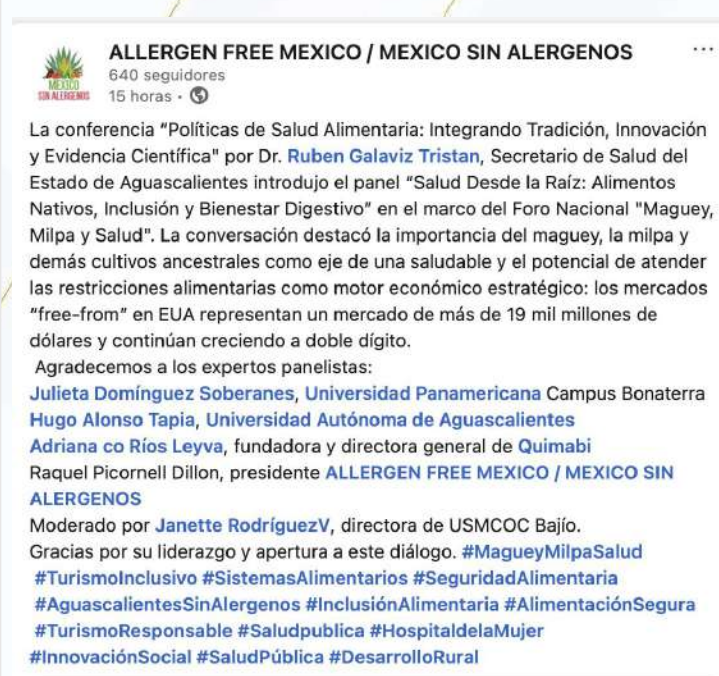 ALLERGEN FREE MEXICO / MEXICO SIN ALERGENOS
640 seguidores
15 horas •
MEXICO
SIN ALERGENOS
La conferencia "Políticas de Salud Alimentaria: Integrando Tradición, Innovación
y Evidencia Científica" por Dr. Ruben Galaviz Tristan, Secretario de Salud del
Estado de Aguascalientes introdujo el panel "Salud Desde la Raíz: Alimentos
Nativos, Inclusión y Bienestar Digestivo" en el marco del Foro Nacional "Maguey,
Milpa y Salud". La conversación destacó la importancia del maguey, la milpa y
demás cultivos ancestrales como eje de una saludable y el potencial de atender
las restricciones alimentarias como motor económico estratégico: los mercados
"free-from" en EUA representan un mercado de más de 19 mil millones de
dólares y continúan creciendo a doble dígito.
Agradecemos a los expertos panelistas:
Julieta Domínguez Soberanes, Universidad Panamericana Campus Bonaterra
Hugo Alonso Tapia, Universidad Autónoma de Aguascalientes
Adriana co Ríos Leyva, fundadora y directora general de Quimabi
Raquel Picornell Dillon, presidente ALLERGEN FREE MEXICO / MEXICO SIN
ALERGENOS
Moderado por Janette RodríguezV, directora de USMCOC Bajío.
Gracias por su liderazgo y apertura a este diálogo. #MagueyMilpaSalud
#TurismoInclusivo #SistemasAlimentarios #SeguridadAlimentaria
#AguascalientesSinAlergenos #InclusiónAlimentaria #AlimentaciónSegura
#TurismoResponsable #Saludpublica #HospitaldelaMujer
#InnovaciónSocial #SaludPública #DesarrolloRural